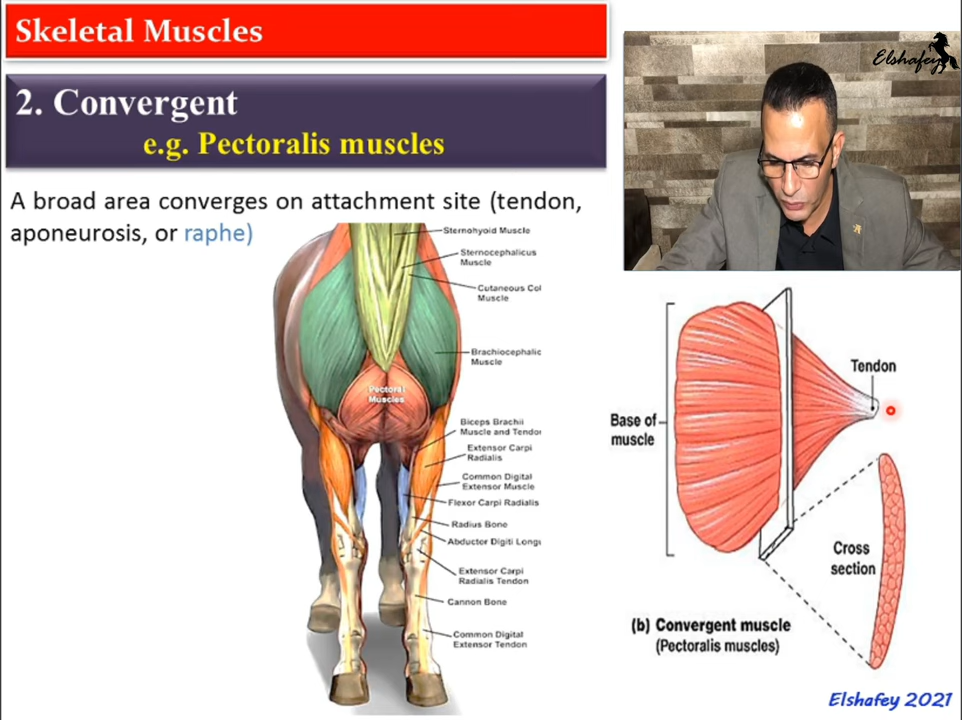 Skeletal Muscles
2. Convergent
e.g. Pectoralis muscles
A broad area converges on attachment site (tendon,
aponeurosis, or raphe)
Elshafey
Sternohyoid Muscle
Sternocephalicus
Muscle
Cutaneous Col
Muscle
Brachiocephalic
Muscle
Pectoral
Muscles
Biceps Brachii
Muscle and Tendon
Extensor Carpi
Radialis
Common Digital
Extensor Muscle
Flexor Carpi Radialis
Radius Bone
Abductor Digiti Longu
Extensor Carpi
Radialis Tendon
Cannon Bone
Common Digital
Extensor Tendon
Tendon
Base of
muscle
Cross
section
(b) Convergent muscle
(Pectoralis muscles)
Elshafey 2021